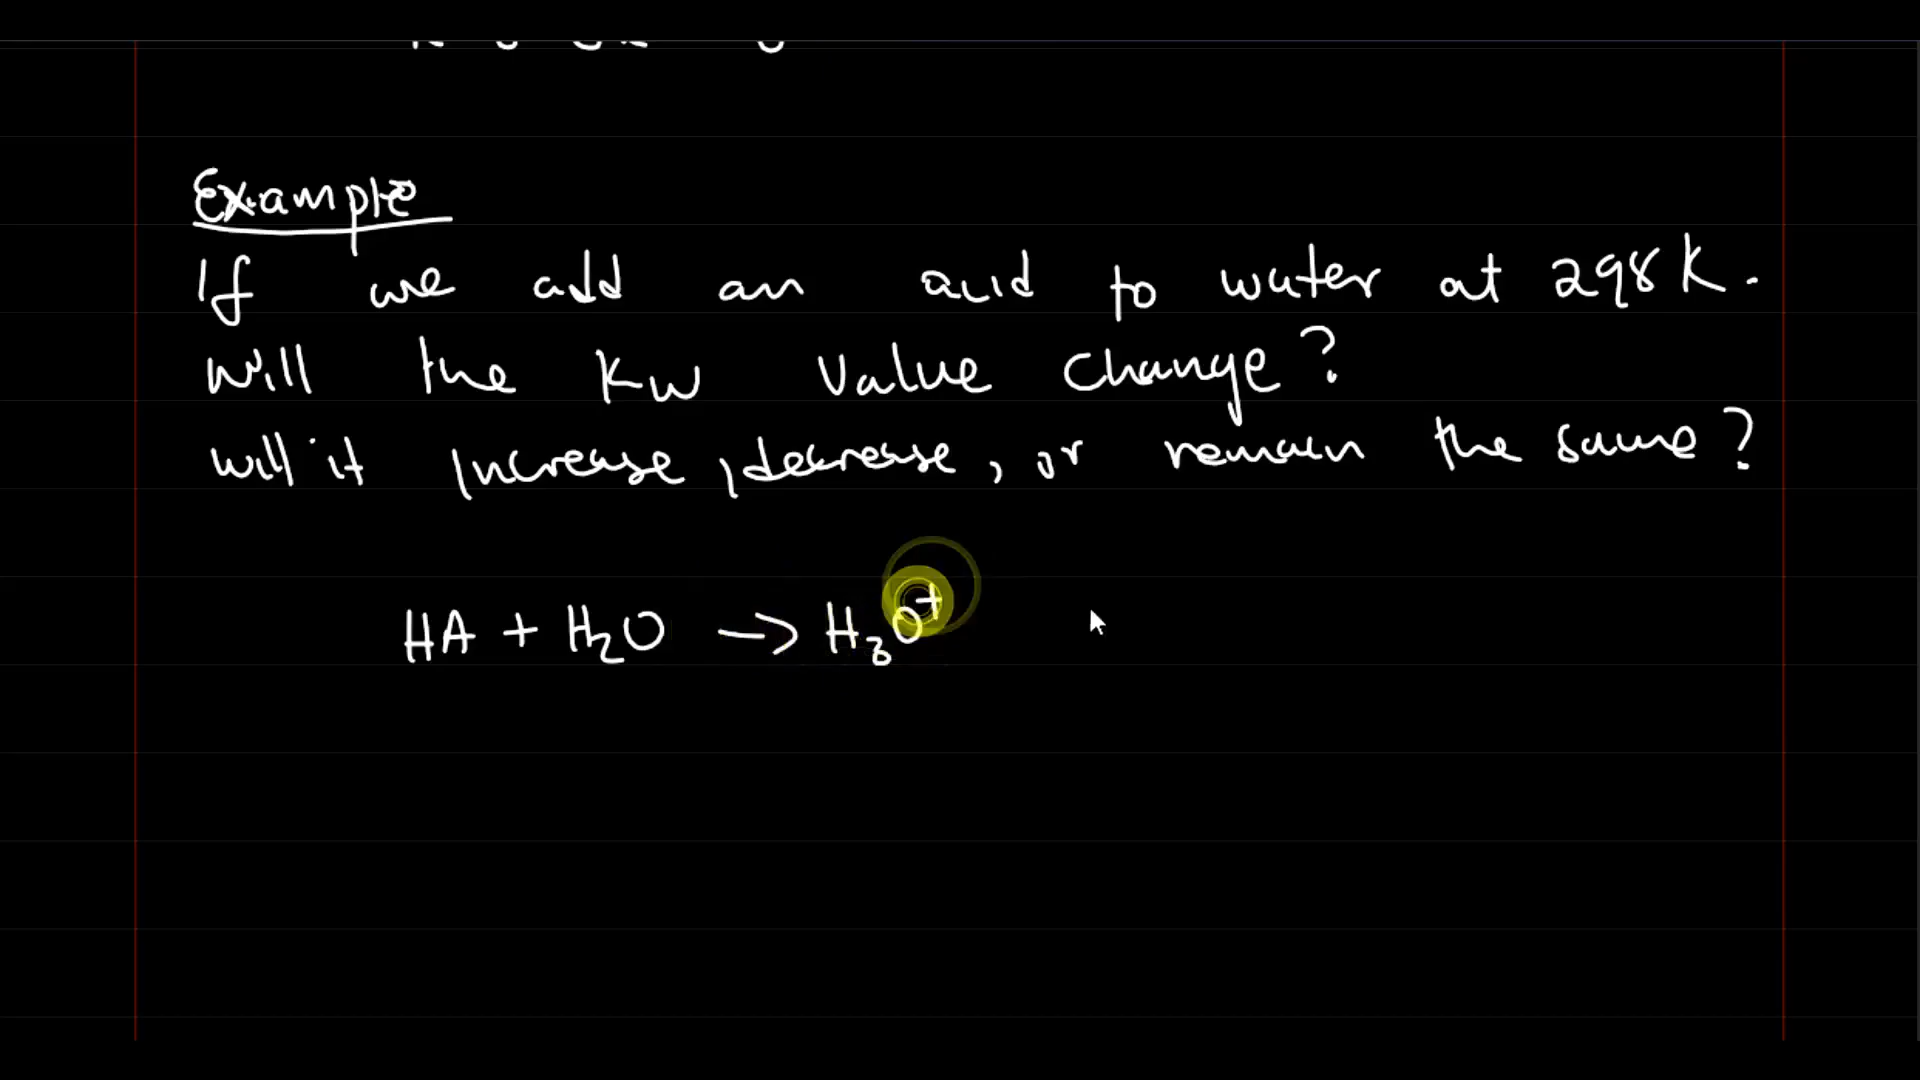 Example
If we add an acid to water at 298K.
Will the Kw value change?
will it increase, decrease, or remain the same?
HA + H₂O → H₃O⁺